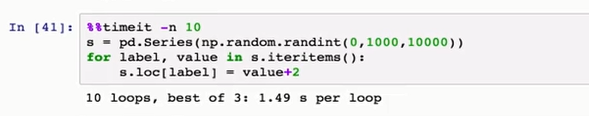 In [41]: %%timeit -n 10
s = pd.Series(np.random.randint(0,1000,10000))
for label, value in s.iteritems():
    s.loc[label] = value+2
10 loops, best of 3: 1.49 s per loop